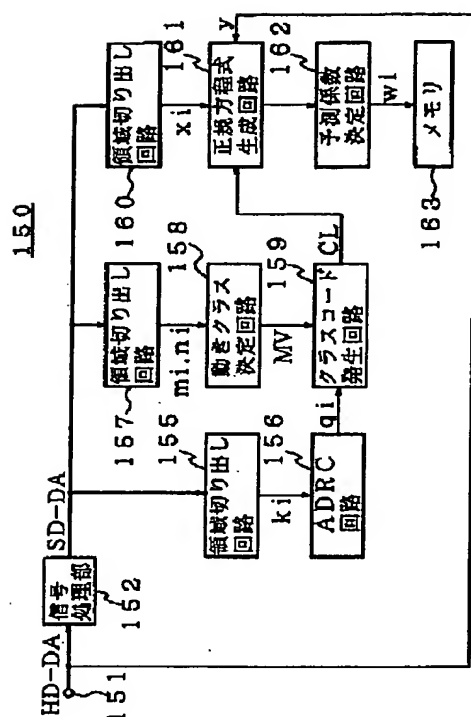 150
HD-DA
151
信号
処理部
152
SD-DA
領域切り出し
回路
155
ki
ADRC
回路
156
qi
領域切り出し
回路
157
mi.ni
動きクラス
決定回路
158
MV
クラスコード
発生回路
159
CL
領域切り出し
回路
160
xi
正規方程式
生成回路
161
y
予測係数
決定回路
162
wi
メモリ
163